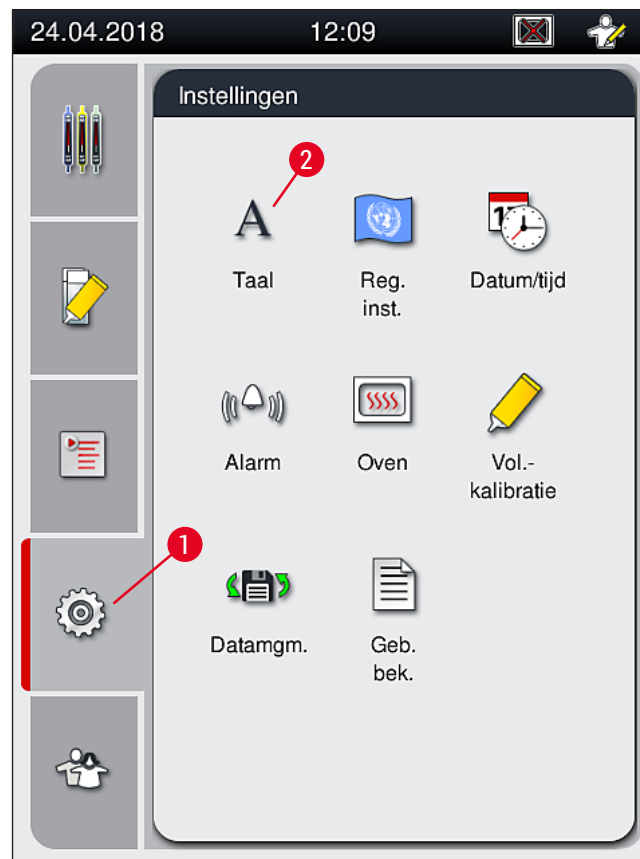 24.04.2018 12:09
Instellingen
2
A
17
Taal Reg. inst. Datum/tijd
Alarm Oven Vol.- kalibratie
1
Datamgm. Geb. bek.